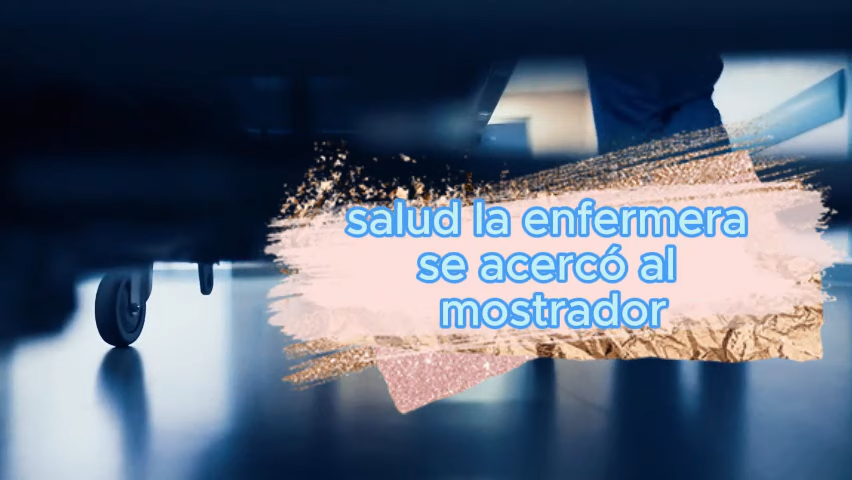 salud la enfermera
se acercó al
mostrador